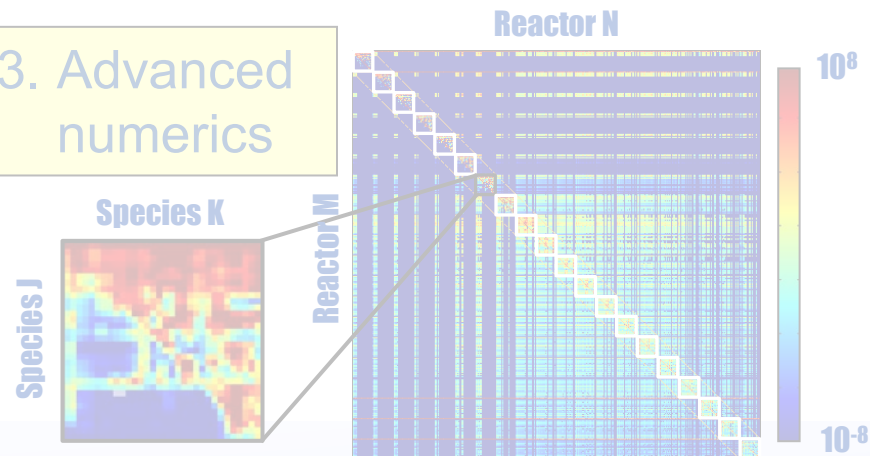 Reactor N
3. Advanced
numerics
10⁸
Species K
Reactor M
Species J
10⁻⁸